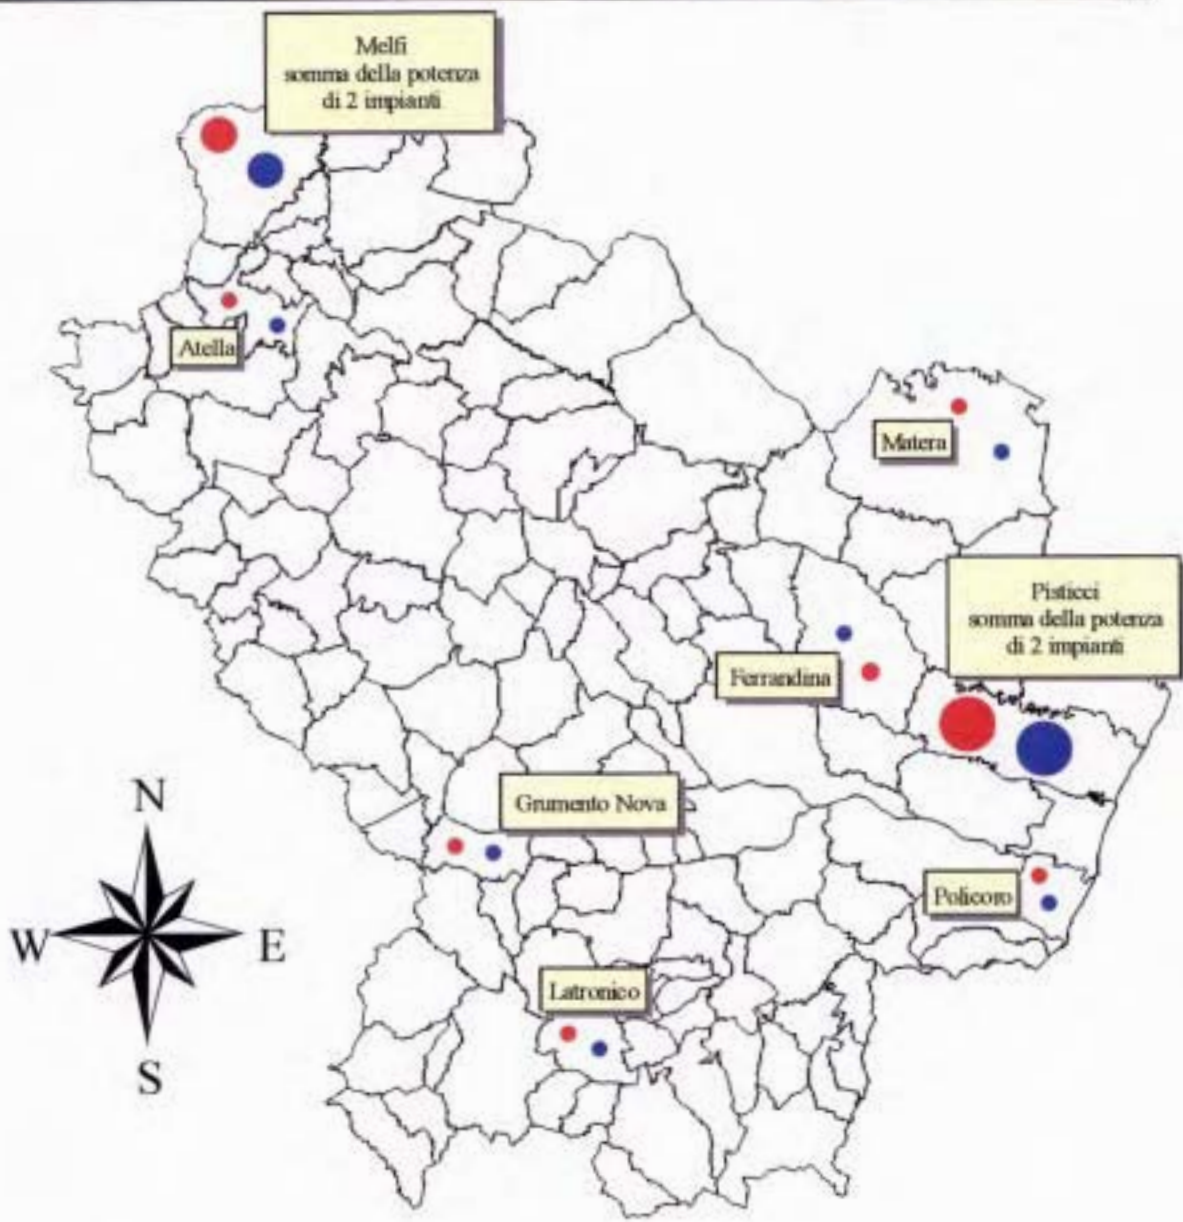 Melfi
somma della potenza
di 2 impianti
Atella
Matera
Pisticci
somma della potenza
di 2 impianti
Ferrandina
Grumento Nova
Policoro
Latronico
N
W
E
S